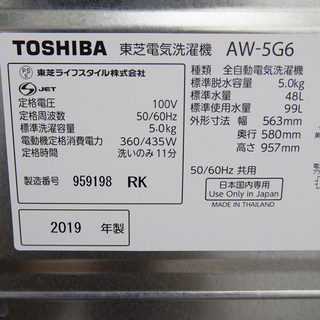 TOSHIBA 東芝電気洗濯機 AW-5G6
PSE
東芝ライフスタイル株式会社
JET
定格電圧 100V
定格周波数 50/60Hz
標準洗濯容量 5.0kg
電動機定格消費電力 360/435W
洗いのみ11分
製造番号 959198 RK
2019 年製
種類 全自動電気洗濯機
標準脱水容量 5.0kg
標準水量 48L
標準使用水量 99L
外形寸法 幅 563mm
奥行 580mm
高さ 957mm
50/60Hz 共用
日本国内専用
Use Only in Japan
MADE IN THAILAND